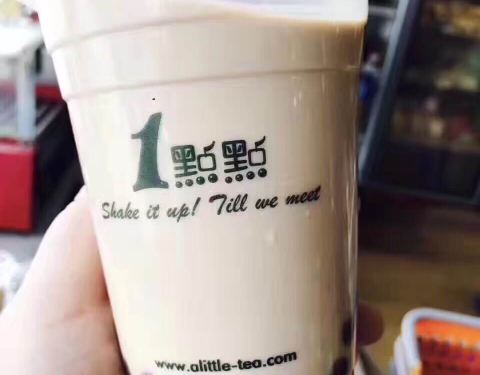 1點點
Shake it up! Till we meet
www.alittle-tea.com